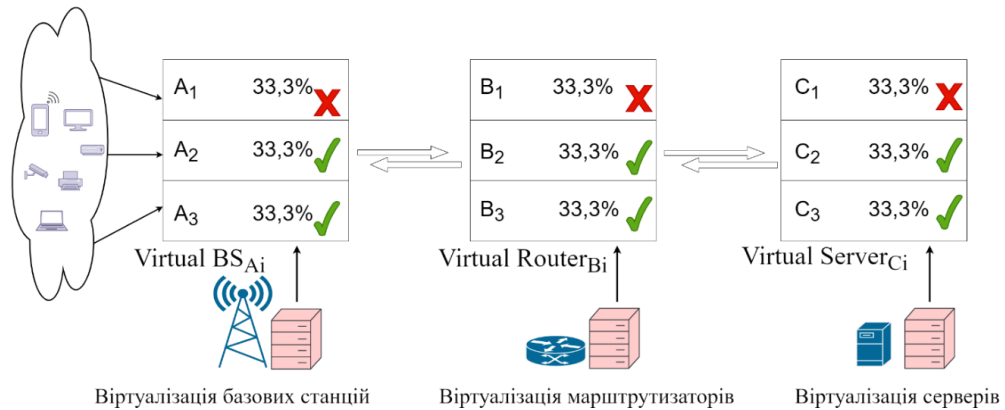 A1 33,3%
A2 33,3%
A3 33,3%
Virtual BSAi
B1 33,3%
B2 33,3%
B3 33,3%
Virtual RouterBi
C1 33,3%
C2 33,3%
C3 33,3%
Virtual ServerCi
Віртуалізація базових станцій
Віртуалізація маршрутизаторів
Віртуалізація серверів